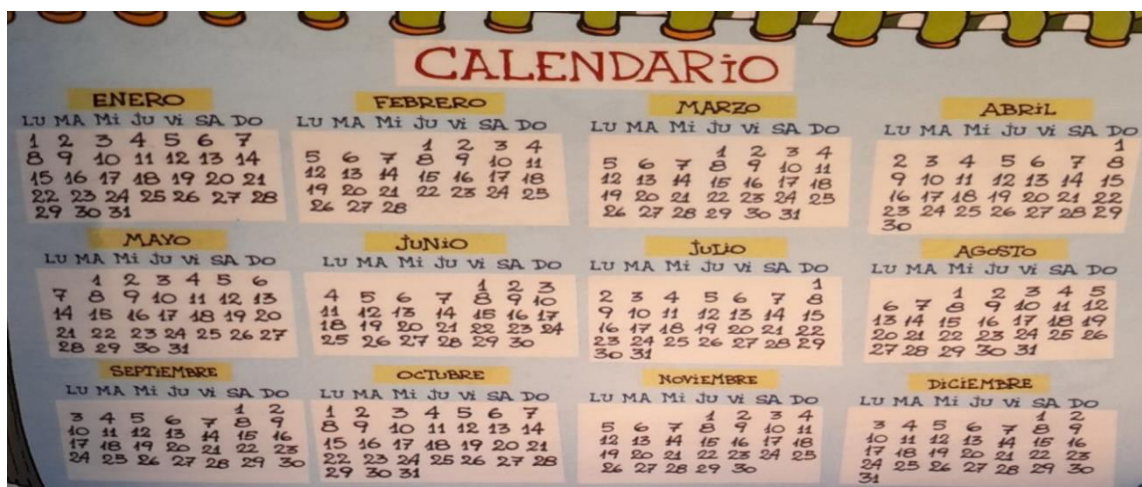 CALENDARiO
ENERO
LU MA Mi JU Vi SA DO
1 2 3 4 5 6 7
8 9 10 11 12 13 14
15 16 17 18 19 20 21
22 23 24 25 26 27 28
29 30 31
FEBRERO
LU MA Mi JU Vi SA DO
1 2 3 4
5 6 7 8 9 10 11
12 13 14 15 16 17 18
19 20 21 22 23 24 25
26 27 28
MARZO
LU MA Mi JU Vi SA DO
1 2 3 4
5 6 7 8 9 10 11
12 13 14 15 16 17 18
19 20 21 22 23 24 25
26 27 28 29 30 31
ABRiL
LU MA Mi JU Vi SA DO
1
2 3 4 5 6 7 8
9 10 11 12 13 14 15
16 17 18 19 20 21 22
23 24 25 26 27 28 29
30
MAYO
LU MA Mi JU Vi SA DO
1 2 3 4 5 6
7 8 9 10 11 12 13
14 15 16 17 18 19 20
21 22 23 24 25 26 27
28 29 30 31
JUNiO
LU MA Mi JU Vi SA DO
1 2 3
4 5 6 7 8 9 10
11 12 13 14 15 16 17
18 19 20 21 22 23 24
25 26 27 28 29 30
JULiO
LU MA Mi JU Vi SA DO
1
2 3 4 5 6 7 8
9 10 11 12 13 14 15
16 17 18 19 20 21 22
23 24 25 26 27 28 29
30 31
AGOSTO
LU MA Mi JU Vi SA DO
1 2 3 4 5
6 7 8 9 10 11 12
13 14 15 16 17 18 19
20 21 22 23 24 25 26
27 28 29 30 31
SEPTiEMBRE
LU MA Mi JU Vi SA DO
1 2
3 4 5 6 7 8 9
10 11 12 13 14 15 16
17 18 19 20 21 22 23
24 25 26 27 28 29 30
OCTUBRE
LU MA Mi JU Vi SA DO
1 2 3 4 5 6 7
8 9 10 11 12 13 14
15 16 17 18 19 20 21
22 23 24 25 26 27 28
29 30 31
NOViEMBRE
LU MA Mi JU Vi SA DO
1 2 3 4
5 6 7 8 9 10 11
12 13 14 15 16 17 18
19 20 21 22 23 24 25
26 27 28 29 30
DiCiEMBRE
LU MA Mi JU Vi SA DO
1 2
3 4 5 6 7 8 9
10 11 12 13 14 15 16
17 18 19 20 21 22 23
24 25 26 27 28 29 30
31